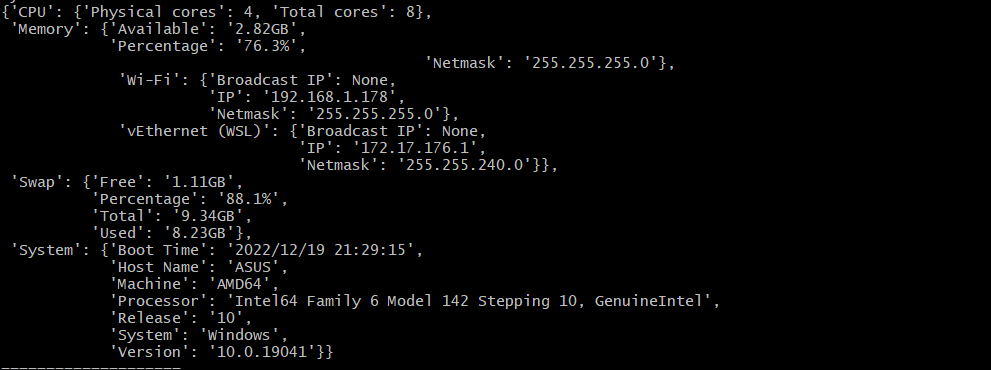 {'CPU': {'Physical cores': 4, 'Total cores': 8},
'Memory': {'Available': '2.82GB',
'Percentage': '76.3%',
'Netmask': '255.255.255.0'},
'Wi-Fi': {'Broadcast IP': None,
'IP': '192.168.1.178',
'Netmask': '255.255.255.0'},
'vEthernet (WSL)': {'Broadcast IP': None,
'IP': '172.17.176.1',
'Netmask': '255.255.240.0'}},
'Swap': {'Free': '1.11GB',
'Percentage': '88.1%',
'Total': '9.34GB',
'Used': '8.23GB'},
'System': {'Boot Time': '2022/12/19 21:29:15',
'Host Name': 'ASUS',
'Machine': 'AMD64',
'Processor': 'Intel64 Family 6 Model 142 Stepping 10, GenuineIntel',
'Release': '10',
'System': 'Windows',
'Version': '10.0.19041'}}